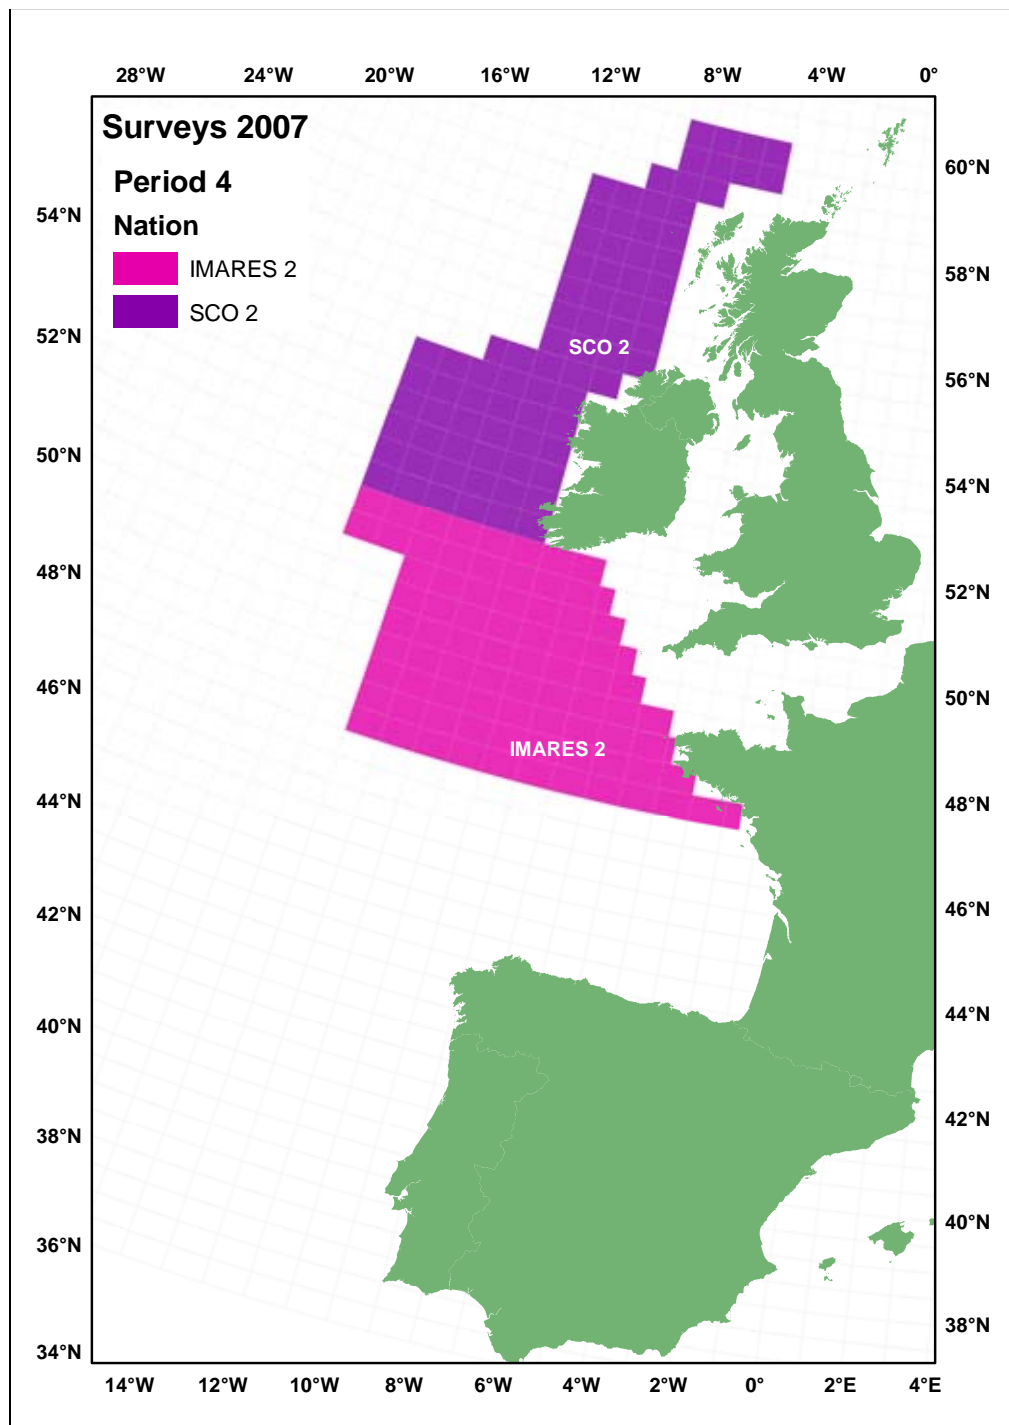 28°W 24°W 20°W 16°W 12°W 8°W 4°W 0°
Surveys 2007
Period 4
Nation
IMARES 2
SCO 2
54°N
52°N
50°N
48°N
46°N
44°N
42°N
40°N
38°N
36°N
34°N
SCO 2
IMARES 2
60°N
58°N
56°N
54°N
52°N
50°N
48°N
46°N
44°N
42°N
40°N
38°N
14°W 12°W 10°W 8°W 6°W 4°W 2°W 0° 2°E 4°E